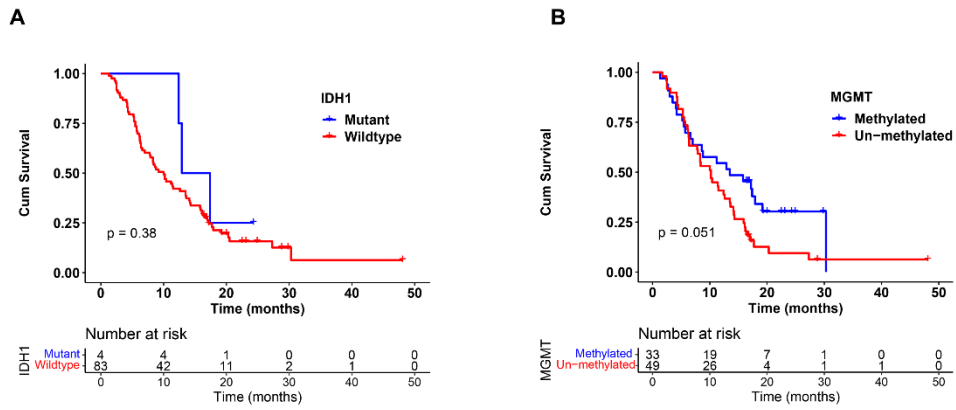 A
1.00
0.75
0.50
0.25
0.00
Cum Survival
IDH1
Mutant
Wildtype
p = 0.38
0 10 20 30 40 50
Time (months)
Number at risk
IDH1
Mutant 4 4 1 0 0 0
Wildtype 83 42 11 2 1 0
0 10 20 30 40 50
Time (months)
B
1.00
0.75
0.50
0.25
0.00
Cum Survival
MGMT
Methylated
Un-methylated
p = 0.051
0 10 20 30 40 50
Time (months)
Number at risk
MGMT
Methylated 33 19 7 1 0 0
Un-methylated 49 26 4 1 1 0
0 10 20 30 40 50
Time (months)